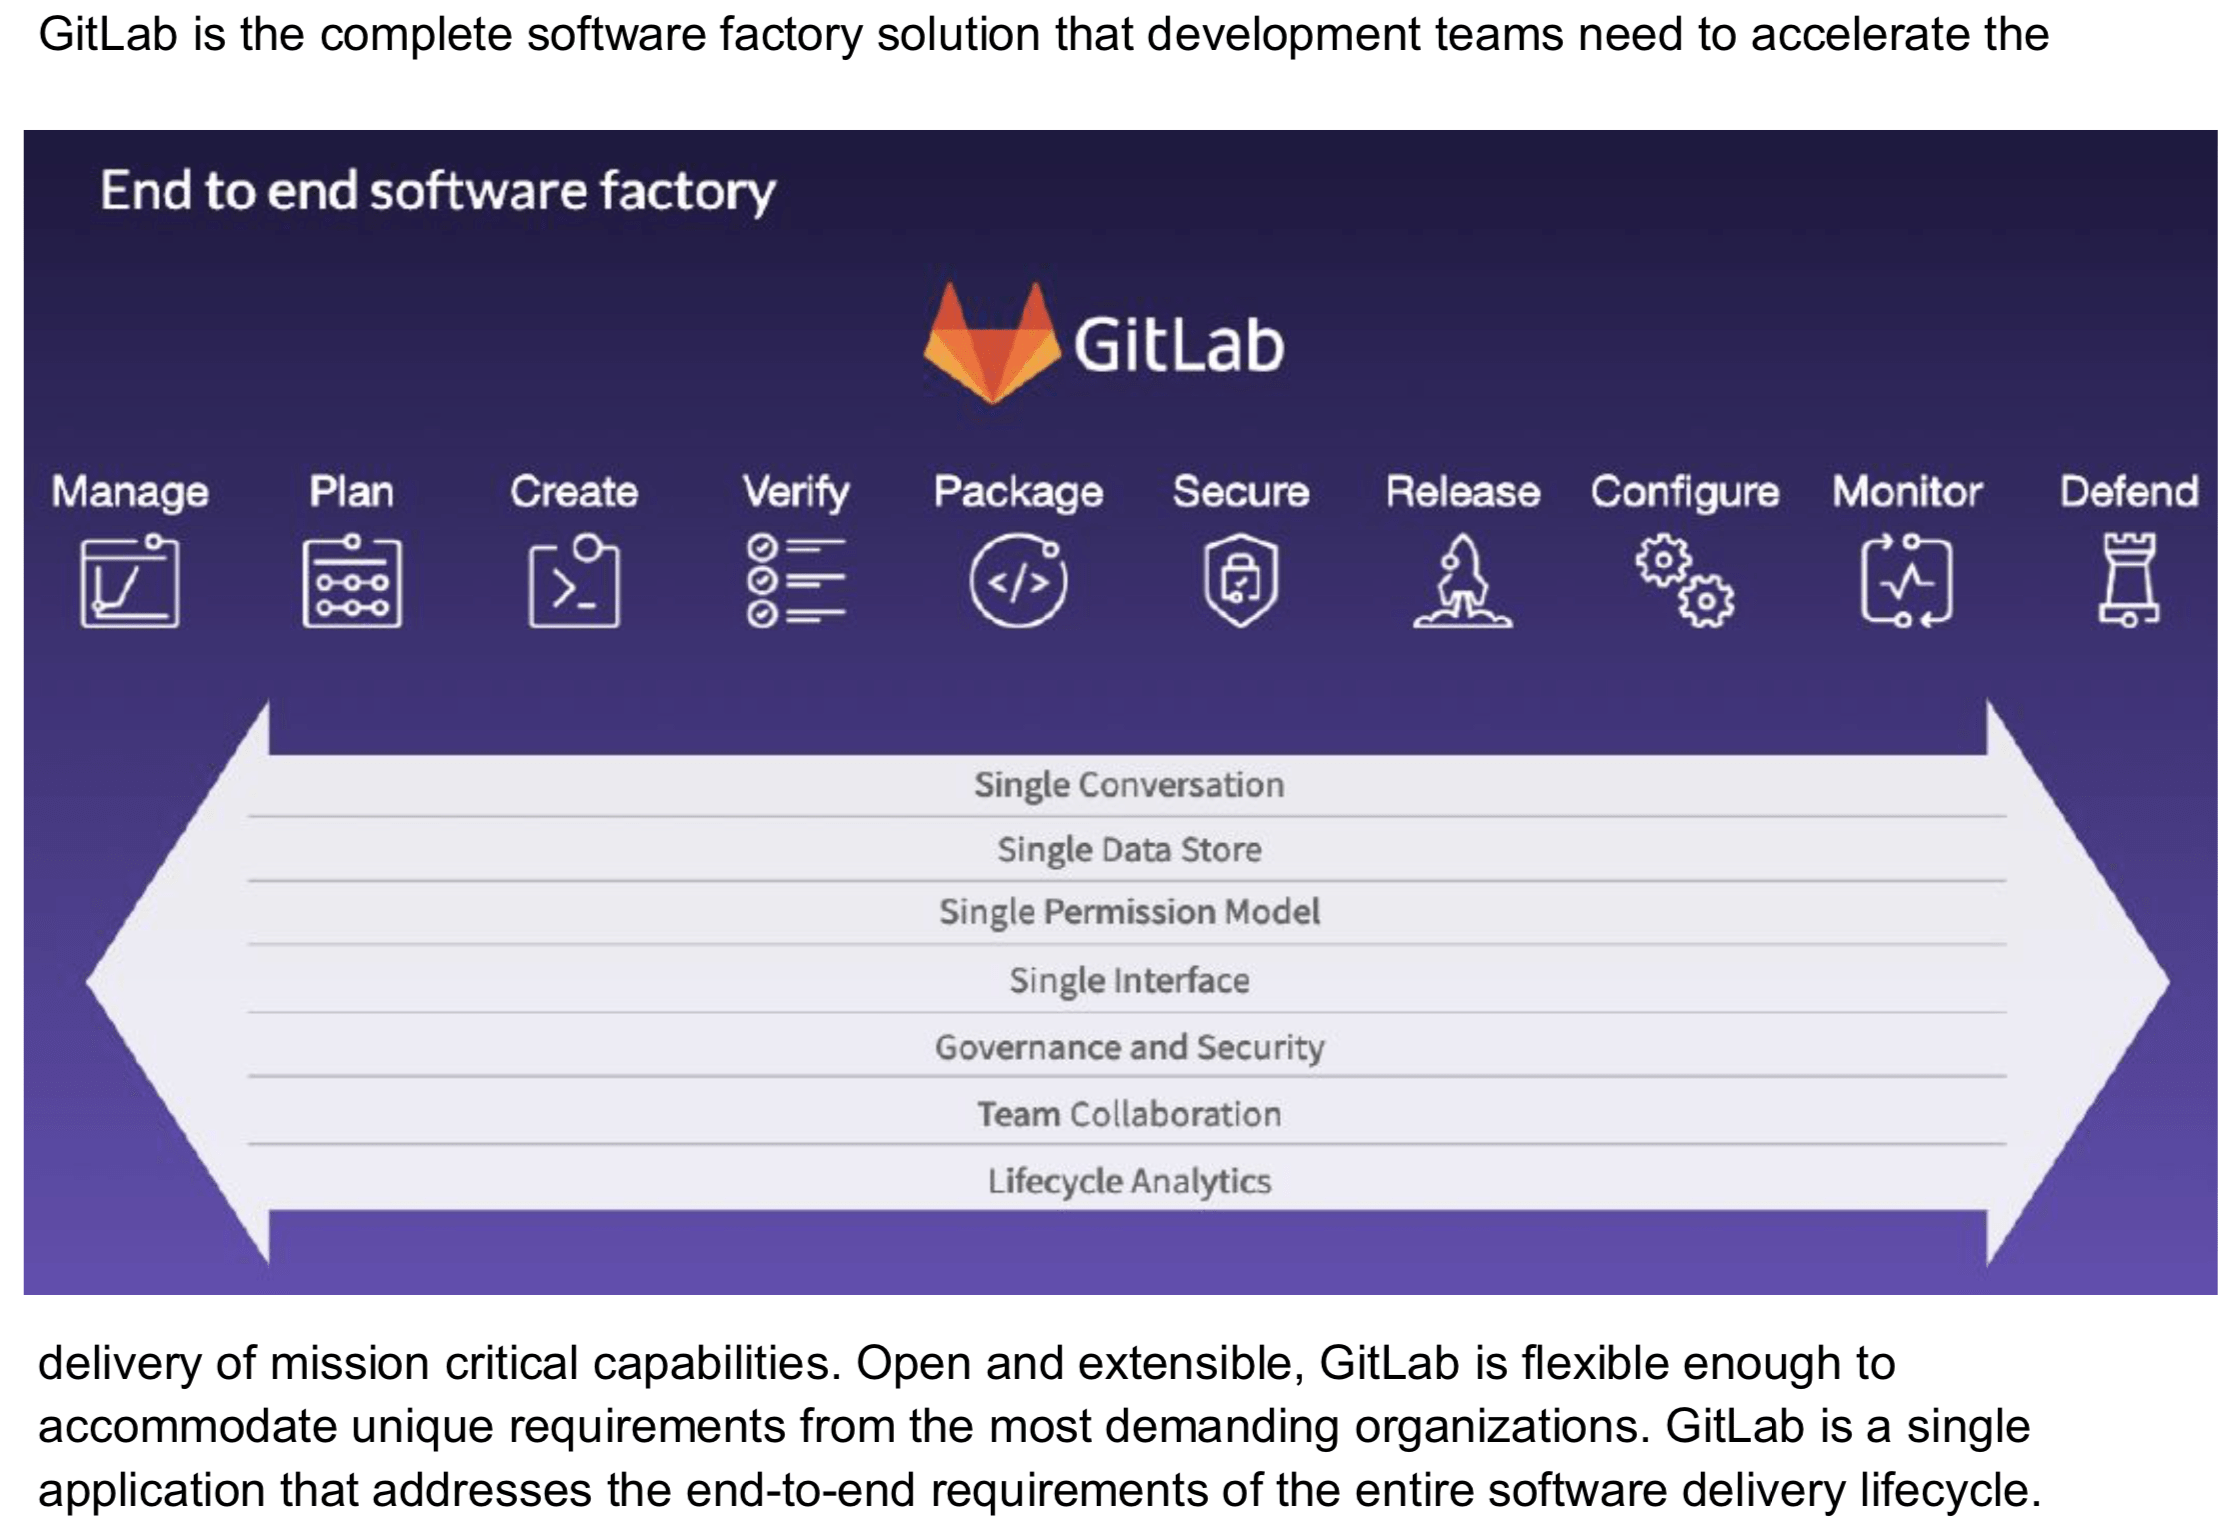 GitLab is the complete software factory solution that development teams need to accelerate the
End to end software factory
GitLab
Manage Plan Create Verify Package Secure Release Configure Monitor Defend
Single Conversation
Single Data Store
Single Permission Model
Single Interface
Governance and Security
Team Collaboration
Lifecycle Analytics
delivery of mission critical capabilities. Open and extensible, GitLab is flexible enough to
accommodate unique requirements from the most demanding organizations. GitLab is a single
application that addresses the end-to-end requirements of the entire software delivery lifecycle.